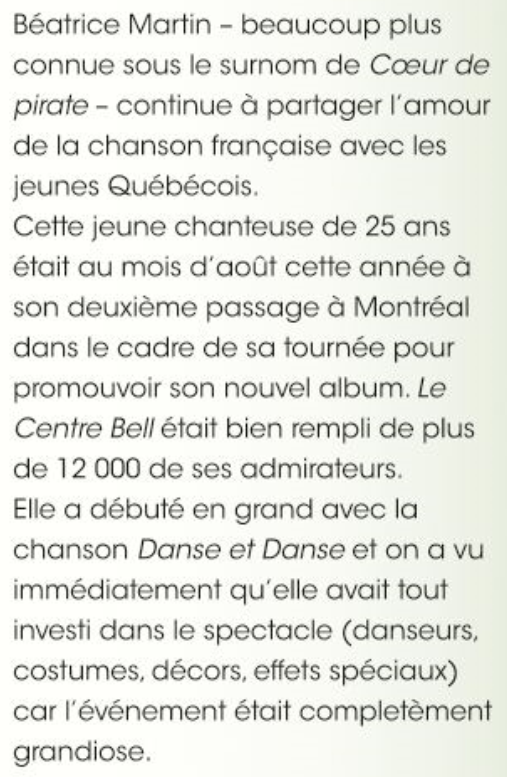 Béatrice Martin – beaucoup plus
connue sous le surnom de Cœur de
pirate – continue à partager l'amour
de la chanson française avec les
jeunes Québécois.
Cette jeune chanteuse de 25 ans
était au mois d'août cette année à
son deuxième passage à Montréal
dans le cadre de sa tournée pour
promouvoir son nouvel album. Le
Centre Bell était bien rempli de plus
de 12 000 de ses admirateurs.
Elle a débuté en grand avec la
chanson Danse et Danse et on a vu
immédiatement qu'elle avait tout
investi dans le spectacle (danseurs,
costumes, décors, effets spéciaux)
car l'événement était complètement
grandiose.